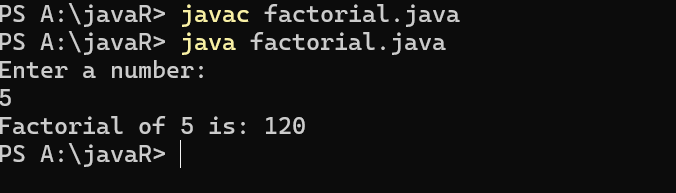 PS A:\javaR> javac factorial.java
PS A:\javaR> java factorial.java
Enter a number:
5
Factorial of 5 is: 120
PS A:\javaR>